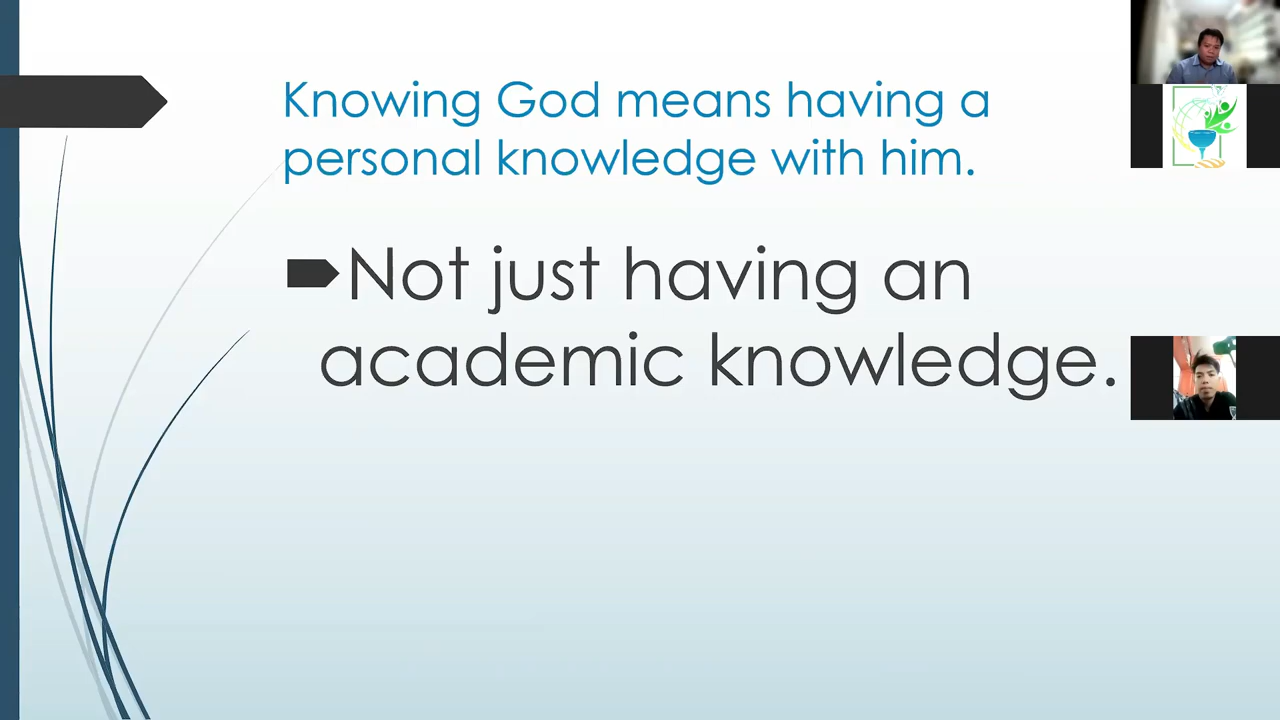 Knowing God means having a
personal knowledge with him.
Not just having an
academic knowledge.